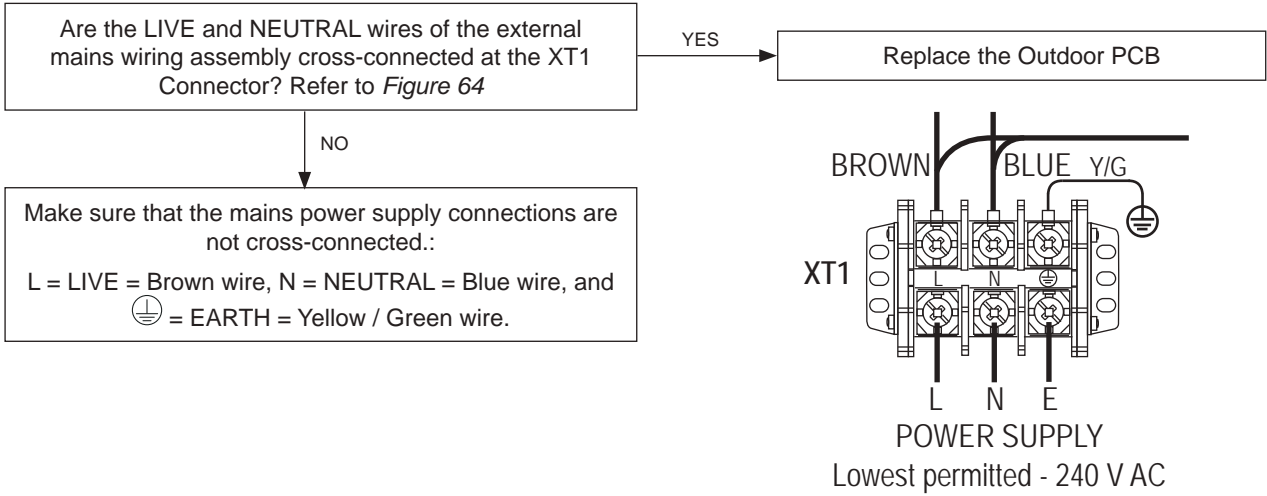 Are the LIVE and NEUTRAL wires of the external
mains wiring assembly cross-connected at the XT1
Connector? Refer to Figure 64
YES
Replace the Outdoor PCB
NO
Make sure that the mains power supply connections are
not cross-connected.:
L = LIVE = Brown wire, N = NEUTRAL = Blue wire, and
= EARTH = Yellow / Green wire.
BROWN
BLUE
Y/G
XT1
L N
L N E
POWER SUPPLY
Lowest permitted - 240 V AC